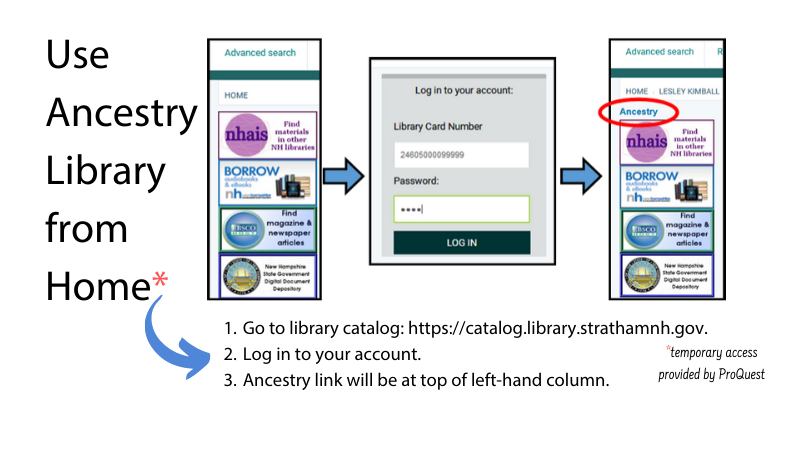 Use
Ancestry
Library
from
Home*
Advanced search
HOME
nhais
Find
materials
in other
NH libraries
BORROW
audiobooks
& eBooks
nh
EBSCO
HOST
Find
magazine &
newspaper
articles
New Hampshire
State Government
Digital Document
Depository
Log in to your account:
Library Card Number
24605000099999
Password:
••••
LOG IN
Advanced search
R
HOME
LESLEY KIMBALL
Ancestry
nhais
Find
materials
in other
NH libraries
BORROW
audiobooks
& eBooks
nh
EBSCO
HOST
Find
magazine &
newspaper
articles
New Hampshire
State Government
Digital Document
Depository
1. Go to library catalog: https://catalog.library.strathamnh.gov.
2. Log in to your account.
3. Ancestry link will be at top of left-hand column.
*temporary access
provided by ProQuest